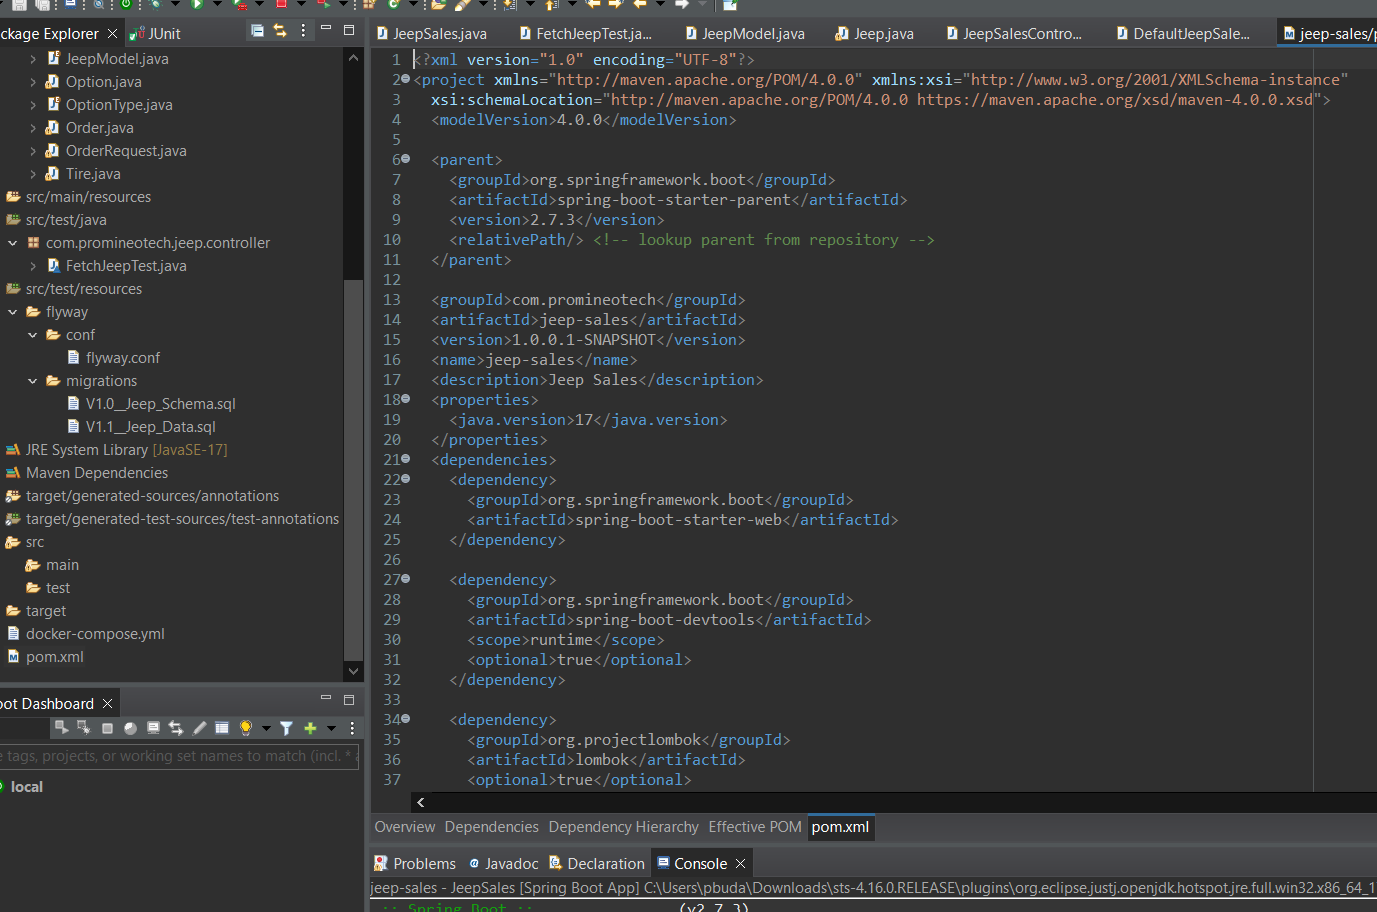 ckage Explorer
JUnit
JeepModel.java
Option.java
OptionType.java
Order.java
OrderRequest.java
Tire.java
src/main/resources
src/test/java
com.promineotech.jeep.controller
FetchJeepTest.java
src/test/resources
flyway
conf
flyway.conf
migrations
V1.0__Jeep_Schema.sql
V1.1__Jeep_Data.sql
JRE System Library [JavaSE-17]
Maven Dependencies
target/generated-sources/annotations
target/generated-test-sources/test-annotations
src
main
test
target
docker-compose.yml
pom.xml
oot Dashboard
e tags, projects, or working set names to match (incl. * a
local
JeepSales.java
FetchJeepTest.ja...
JeepModel.java
Jeep.java
JeepSalesContro...
DefaultJeepSale...
jeep-sales/p
1 <?xml version="1.0" encoding="UTF-8"?>
2 <project xmlns="http://maven.apache.org/POM/4.0.0" xmlns:xsi="http://www.w3.org/2001/XMLSchema-instance"
3 xsi:schemaLocation="http://maven.apache.org/POM/4.0.0 https://maven.apache.org/xsd/maven-4.0.0.xsd">
4 <modelVersion>4.0.0</modelVersion>
5
6 <parent>
7 <groupId>org.springframework.boot</groupId>
8 <artifactId>spring-boot-starter-parent</artifactId>
9 <version>2.7.3</version>
10 <relativePath/> <!-- lookup parent from repository -->
11 </parent>
12
13 <groupId>com.promineotech</groupId>
14 <artifactId>jeep-sales</artifactId>
15 <version>1.0.0.1-SNAPSHOT</version>
16 <name>jeep-sales</name>
17 <description>Jeep Sales</description>
18 <properties>
19 <java.version>17</java.version>
20 </properties>
21 <dependencies>
22 <dependency>
23 <groupId>org.springframework.boot</groupId>
24 <artifactId>spring-boot-starter-web</artifactId>
25 </dependency>
26
27 <dependency>
28 <groupId>org.springframework.boot</groupId>
29 <artifactId>spring-boot-devtools</artifactId>
30 <scope>runtime</scope>
31 <optional>true</optional>
32 </dependency>
33
34 <dependency>
35 <groupId>org.projectlombok</groupId>
36 <artifactId>lombok</artifactId>
37 <optional>true</optional>
Overview Dependencies Dependency Hierarchy Effective POM pom.xml
Problems Javadoc Declaration Console
jeep-sales - JeepSales [Spring Boot App] C:\Users\pbuda\Downloads\sts-4.16.0.RELEASE\plugins\org.eclipse.justj.openjdk.hotspot.jre.full.win32.x86_64_1
:: Spring Boot :: (v2.7.3)